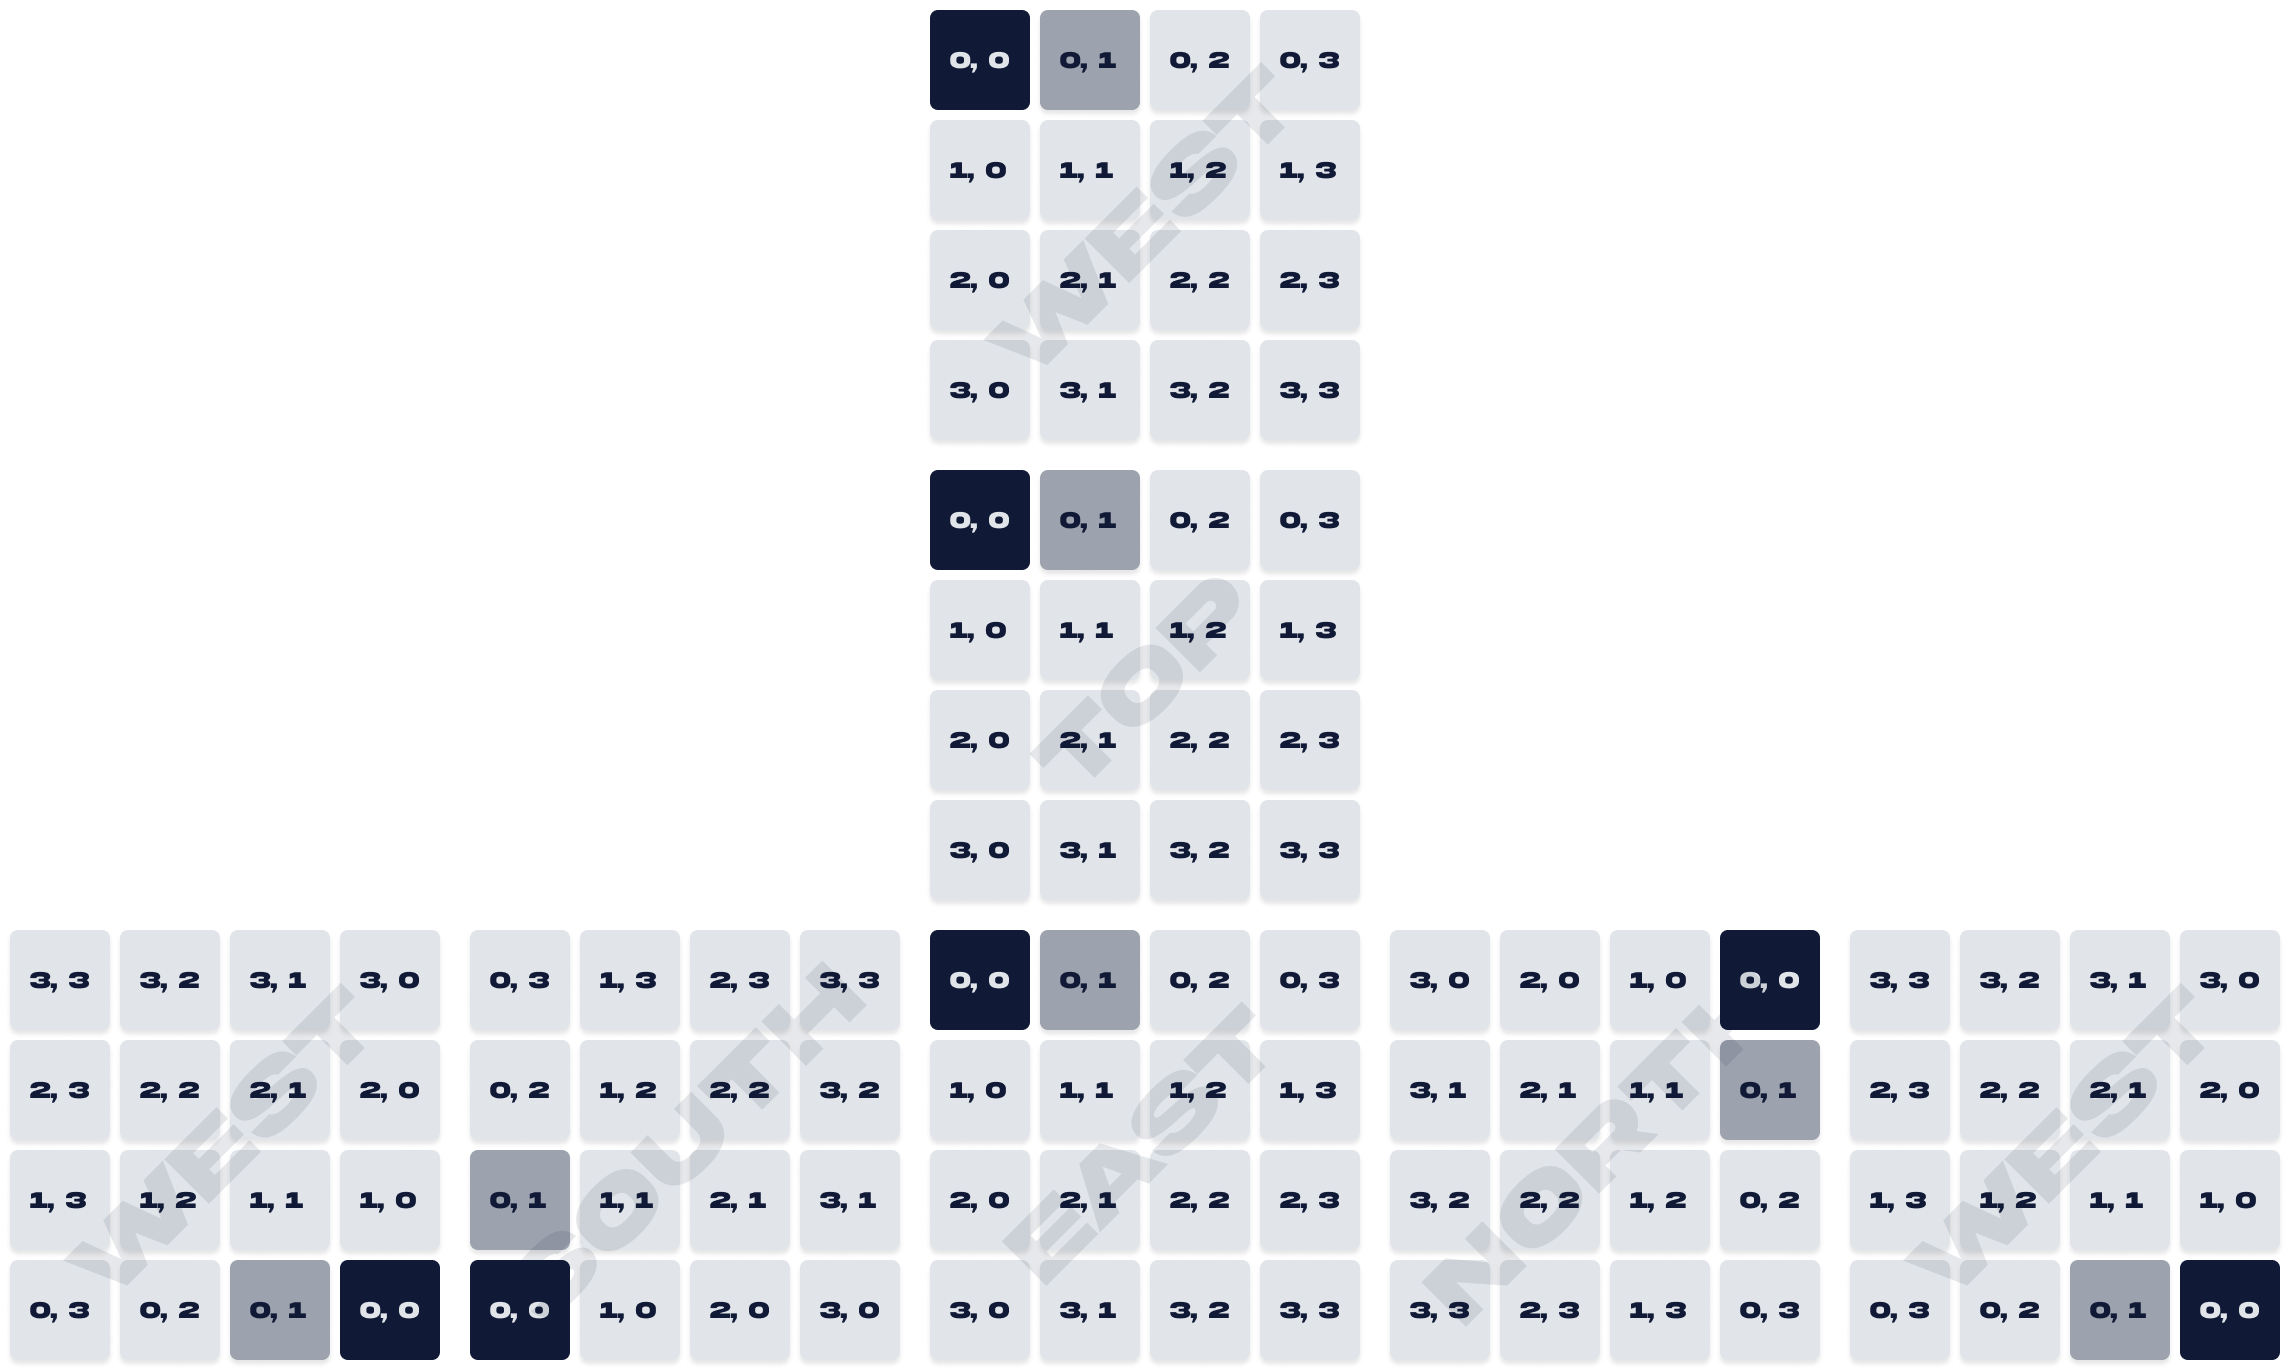 0, 0 0, 1 0, 2 0, 3
1, 0 1, 1 1, 2 1, 3
2, 0 2, 1 2, 2 2, 3
3, 0 3, 1 3, 2 3, 3
WEST
0, 0 0, 1 0, 2 0, 3
1, 0 1, 1 1, 2 1, 3
2, 0 2, 1 2, 2 2, 3
3, 0 3, 1 3, 2 3, 3
TOP
3, 3 3, 2 3, 1 3, 0
2, 3 2, 2 2, 1 2, 0
1, 3 1, 2 1, 1 1, 0
0, 3 0, 2 0, 1 0, 0
WEST
0, 3 1, 3 2, 3 3, 3
0, 2 1, 2 2, 2 3, 2
0, 1 1, 1 2, 1 3, 1
0, 0 1, 0 2, 0 3, 0
SOUTH
0, 0 0, 1 0, 2 0, 3
1, 0 1, 1 1, 2 1, 3
2, 0 2, 1 2, 2 2, 3
3, 0 3, 1 3, 2 3, 3
EAST
3, 0 2, 0 1, 0 0, 0
3, 1 2, 1 1, 1 0, 1
3, 2 2, 2 1, 2 0, 2
3, 3 2, 3 1, 3 0, 3
NORTH
3, 3 3, 2 3, 1 3, 0
2, 3 2, 2 2, 1 2, 0
1, 3 1, 2 1, 1 1, 0
0, 3 0, 2 0, 1 0, 0
WEST